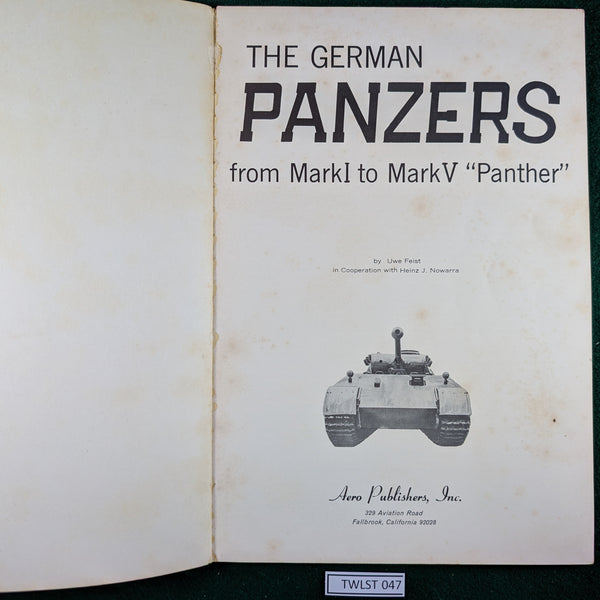 THE GERMAN
PANZERS
from MarkI to MarkV "Panther"
by Uwe Feist
in Cooperation with Heinz J. Nowarra
Aero Publishers, Inc.
329 Aviation Road
Fallbrook, California 92028
TWLST 047